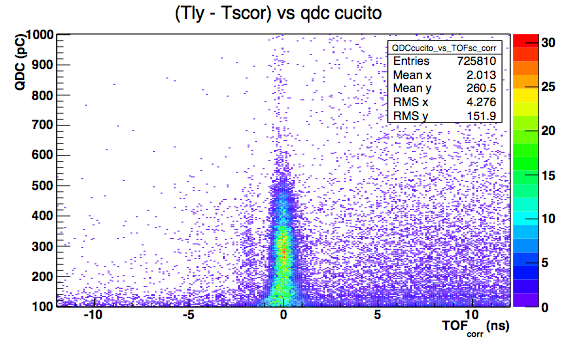 (Tly - Tscor) vs qdc cucito
QDC (pC)
1000
900
800
700
600
500
400
300
200
100
QDCcucito_vs_TOFsc_corr
Entries 725810
Mean x 2.013
Mean y 260.5
RMS x 4.276
RMS y 151.9
30
25
20
15
10
5
0
-10 -5 0 5 10
TOFcorr (ns)